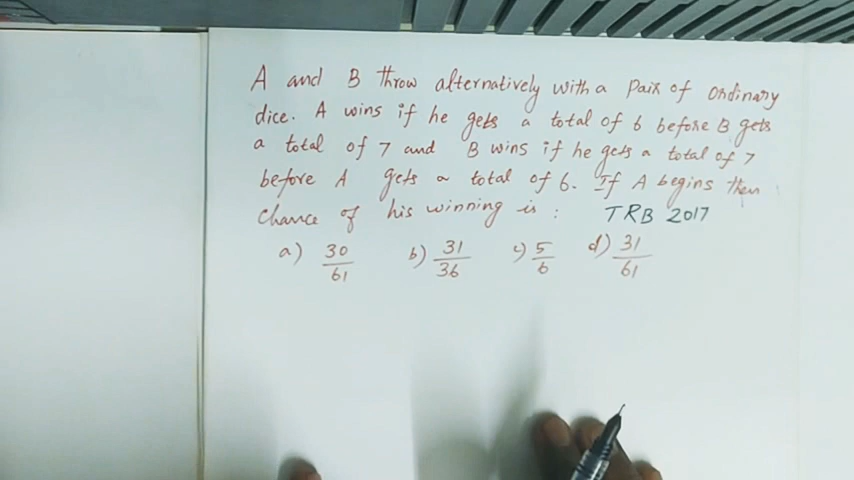 A and B throw alternatively with a pair of ordinary
dice. A wins if he gets a total of 6 before B gets
a total of 7 and B wins if he gets a total of 7
before A gets a total of 6. If A begins then
chance of his winning is : TRB 2017
a) 30/61 b) 31/36 c) 5/6 d) 31/61